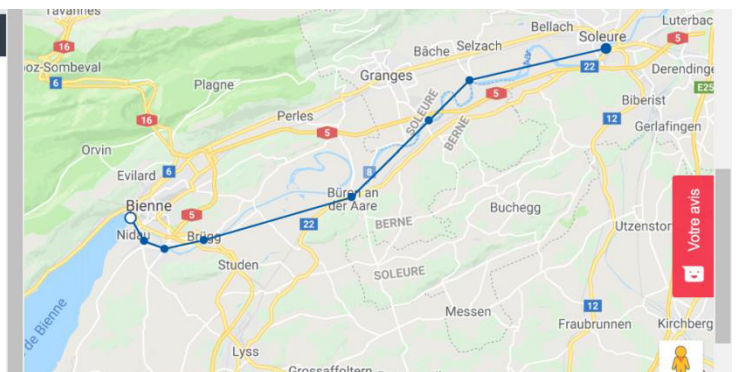 Tavannes
Bellach
Luterbac
Soleure
16
Bâche
Selzach
5
oz-Sombeval
Granges
22
Derendinge
6
Plagne
5
E25
Biberist
Perles
SOLEURE
16
5
BERNE
12
Gerlafingen
Orvin
Evilard
6
8
Bienne
Büren an
der Aare
Buchegg
Votre avis
5
22
BERNE
Utzenstor
Nidau
Brügg
Studen
SOLEURE
de Bienne
Messen
12
Fraubrunnen
Kirchberg
Lyss
Grossaffoltern